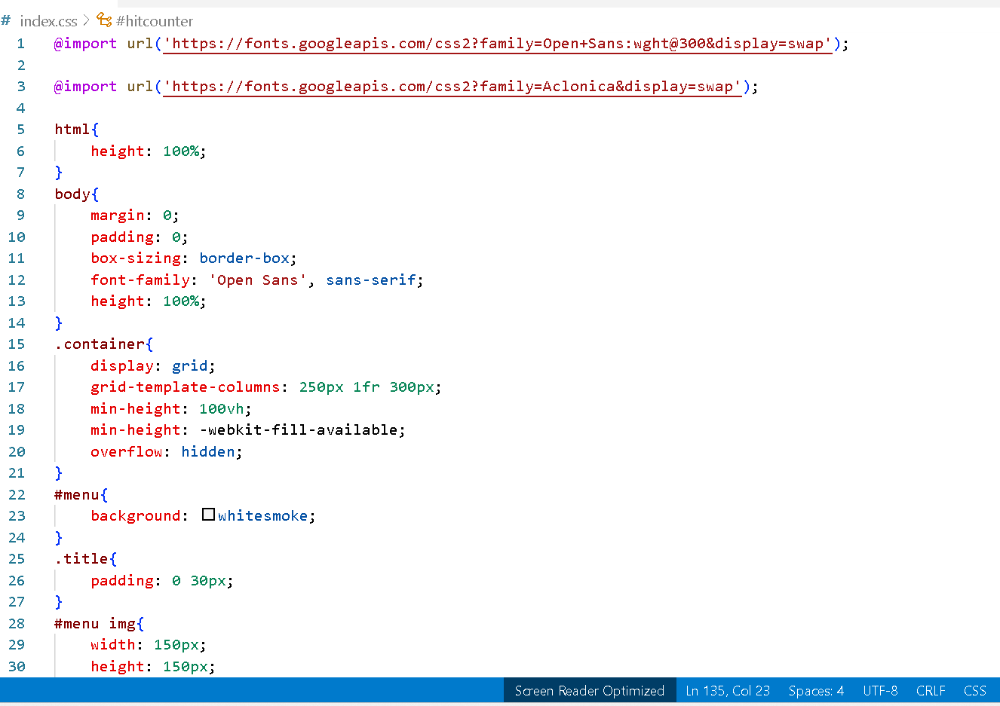 # index.css > #hitcounter
1 @import url('https://fonts.googleapis.com/css2?family=Open+Sans:wght@300&display=swap');
2
3 @import url('https://fonts.googleapis.com/css2?family=Aclonica&display=swap');
4
5 html{
6     height: 100%;
7 }
8 body{
9     margin: 0;
10     padding: 0;
11     box-sizing: border-box;
12     font-family: 'Open Sans', sans-serif;
13     height: 100%;
14 }
15 .container{
16     display: grid;
17     grid-template-columns: 250px 1fr 300px;
18     min-height: 100vh;
19     min-height: -webkit-fill-available;
20     overflow: hidden;
21 }
22 #menu{
23     background: whitesmoke;
24 }
25 .title{
26     padding: 0 30px;
27 }
28 #menu img{
29     width: 150px;
30     height: 150px;
Screen Reader Optimized Ln 135, Col 23 Spaces: 4 UTF-8 CRLF CSS